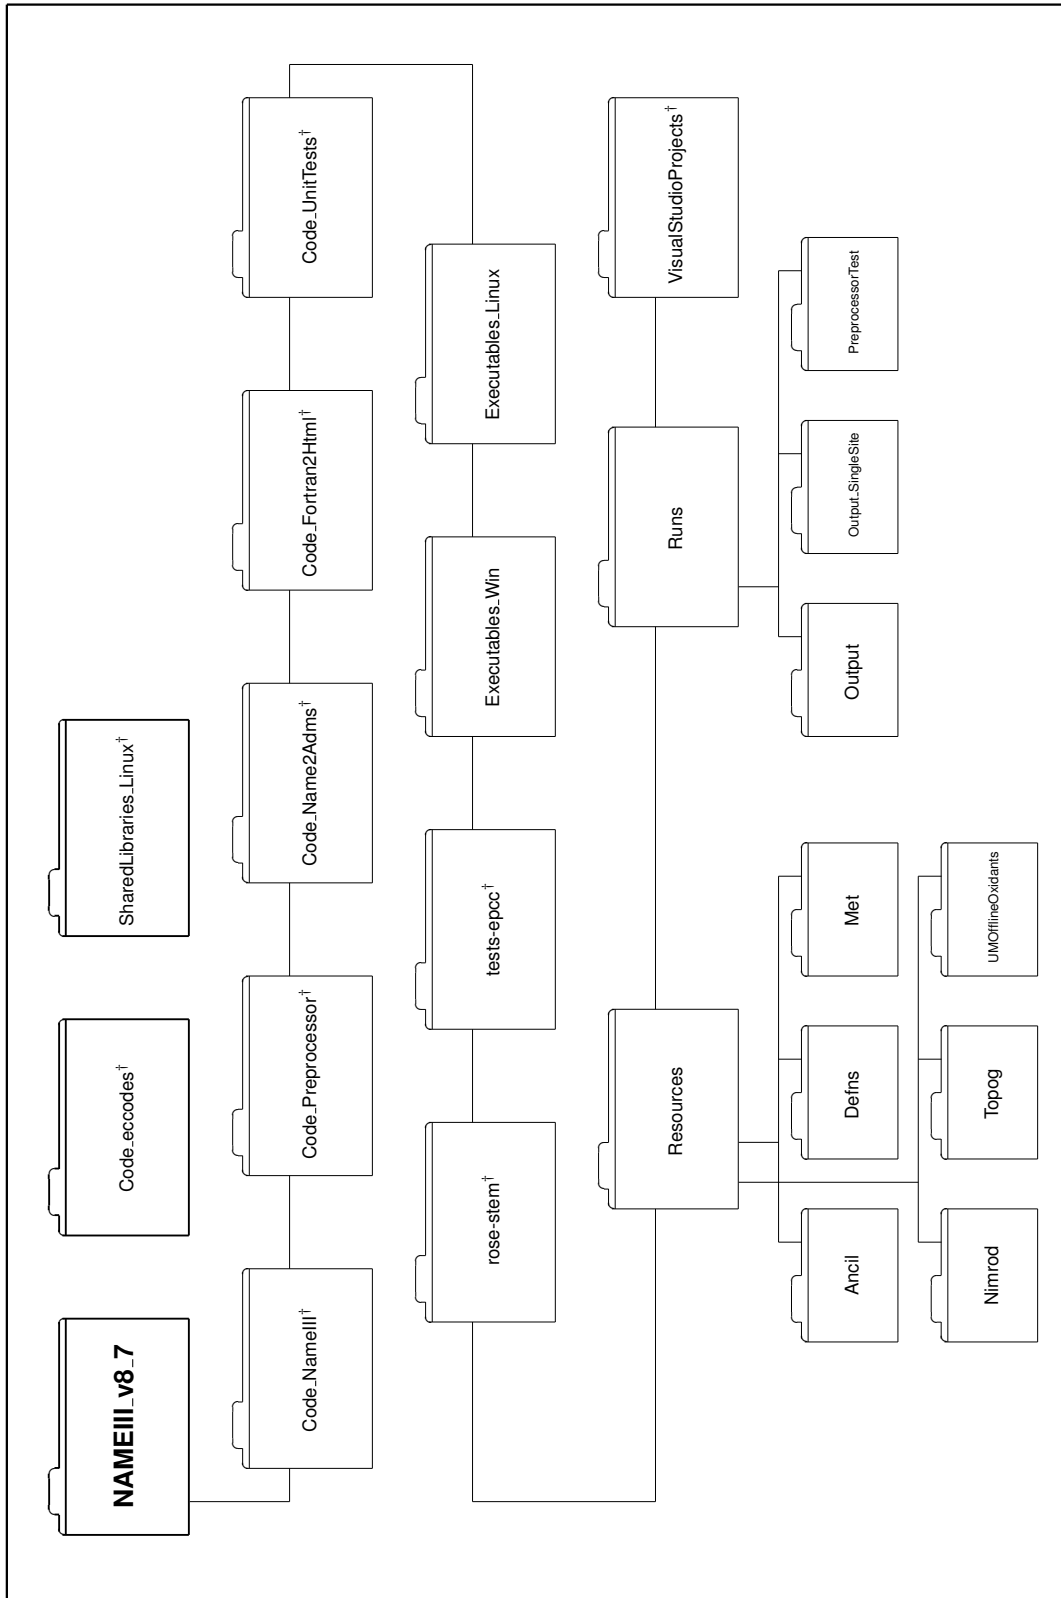 NAMEIII_v8_7
Code_eccodes†
SharedLibraries_Linux†
Code_NameIII†
Code_Preprocessor†
Code_Name2Adms†
Code_Fortran2Html†
Code_UnitTests†
rose-stem†
tests-epcc†
Executables_Win
Executables_Linux
Resources
Runs
VisualStudioProjects†
Ancil
Defns
Met
Output
Output_SingleSite
PreprocessorTest
Nimrod
Topog
UMOfflineOxidants